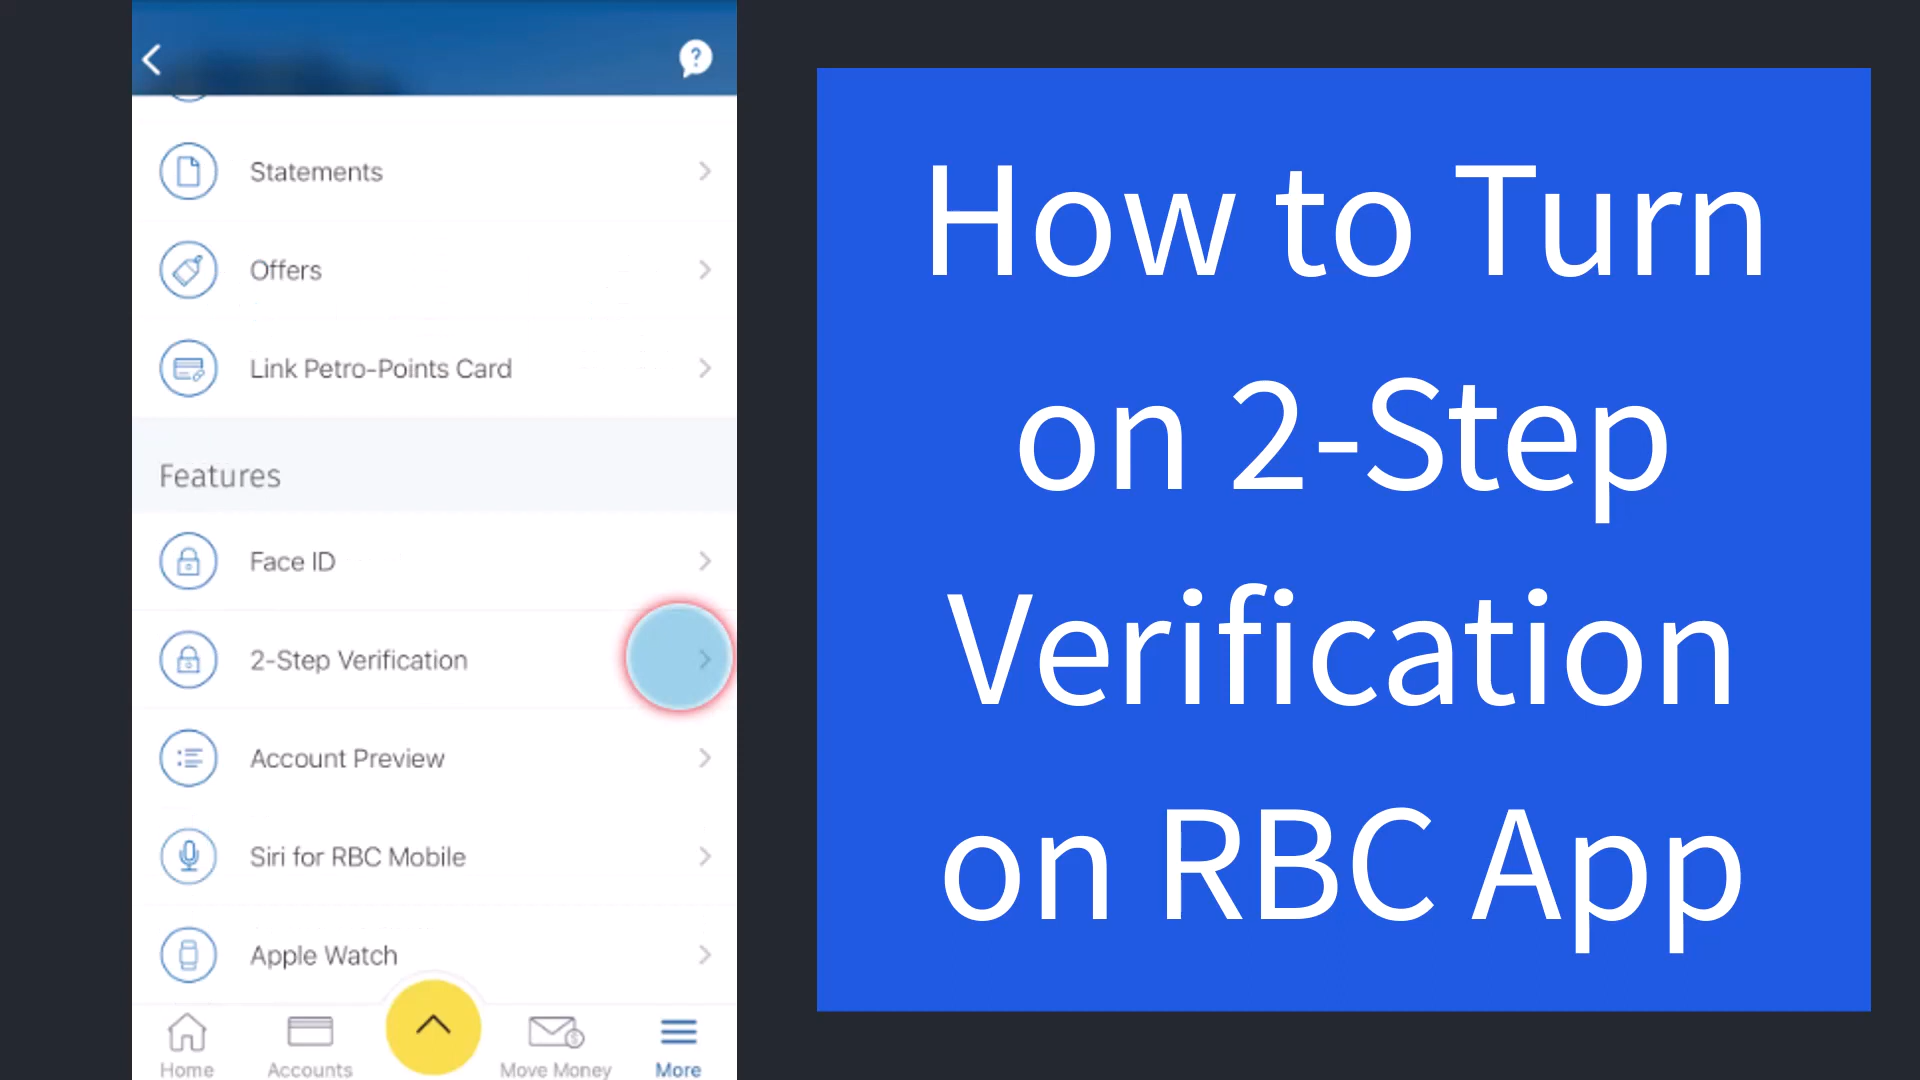 ?
Statements
Offers
Link Petro-Points Card
Features
Face ID
2-Step Verification
Account Preview
Siri for RBC Mobile
Apple Watch
$
Home
Accounts
Move Money
More
How to Turn
on 2-Step
Verification
on RBC App